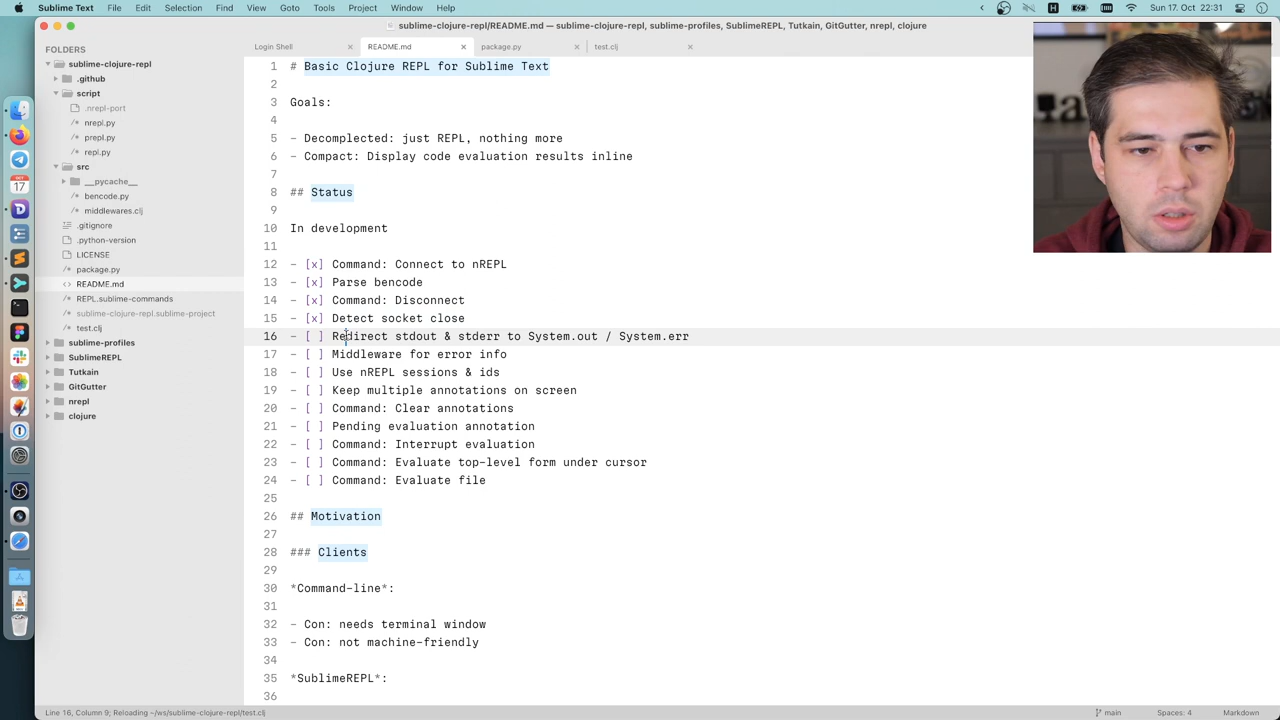 Sublime Text File Edit Selection Find View Goto Tools Project Window Help
Sun 17. Oct 22:31
sublime-clojure-repl/README.md — sublime-clojure-repl, sublime-profiles, SublimeREPL, Tutkain, GitGutter, nrepl, clojure
FOLDERS
sublime-clojure-repl
.github
script
.nrepl-port
nrepl.py
prepl.py
repl.py
src
__pycache__
bencode.py
middlewares.clj
.gitignore
.python-version
LICENSE
package.py
README.md
REPL.sublime-commands
sublime-clojure-repl.sublime-project
test.clj
sublime-profiles
SublimeREPL
Tutkain
GitGutter
nrepl
clojure
Login Shell × README.md × package.py × test.clj ×
1 # Basic Clojure REPL for Sublime Text
2
3 Goals:
4
5 - Decomplected: just REPL, nothing more
6 - Compact: Display code evaluation results inline
7
8 ## Status
9
10 In development
11
12 - [x] Command: Connect to nREPL
13 - [x] Parse bencode
14 - [x] Command: Disconnect
15 - [x] Detect socket close
16 - [ ] Redirect stdout & stderr to System.out / System.err
17 - [ ] Middleware for error info
18 - [ ] Use nREPL sessions & ids
19 - [ ] Keep multiple annotations on screen
20 - [ ] Command: Clear annotations
21 - [ ] Pending evaluation annotation
22 - [ ] Command: Interrupt evaluation
23 - [ ] Command: Evaluate top-level form under cursor
24 - [ ] Command: Evaluate file
25
26 ## Motivation
27
28 ### Clients
29
30 *Command-line*:
31
32 - Con: needs terminal window
33 - Con: not machine-friendly
34
35 *SublimeREPL*:
36
Line 16, Column 9; Reloading ~/ws/sublime-clojure-repl/test.clj
main Spaces: 4 Markdown